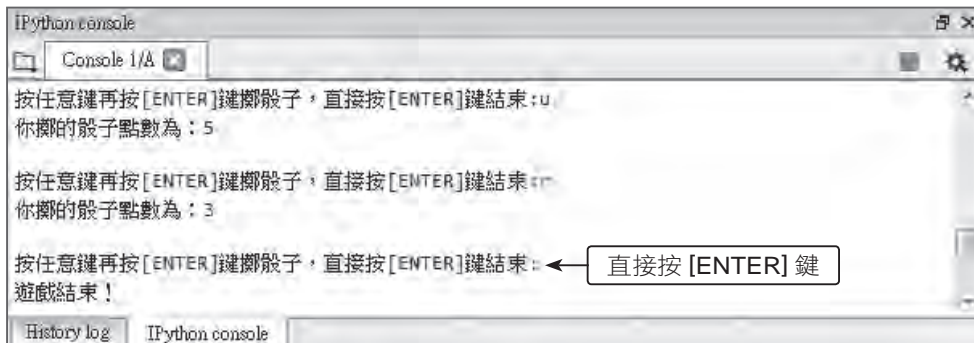 IPython console
Console 1/A
按任意鍵再按[ENTER]鍵擲骰子，直接按[ENTER]鍵結束:u
你擲的骰子點數為：5
按任意鍵再按[ENTER]鍵擲骰子，直接按[ENTER]鍵結束:r
你擲的骰子點數為：3
按任意鍵再按[ENTER]鍵擲骰子，直接按[ENTER]鍵結束:
直接按 [ENTER] 鍵
遊戲結束！
History log
IPython console